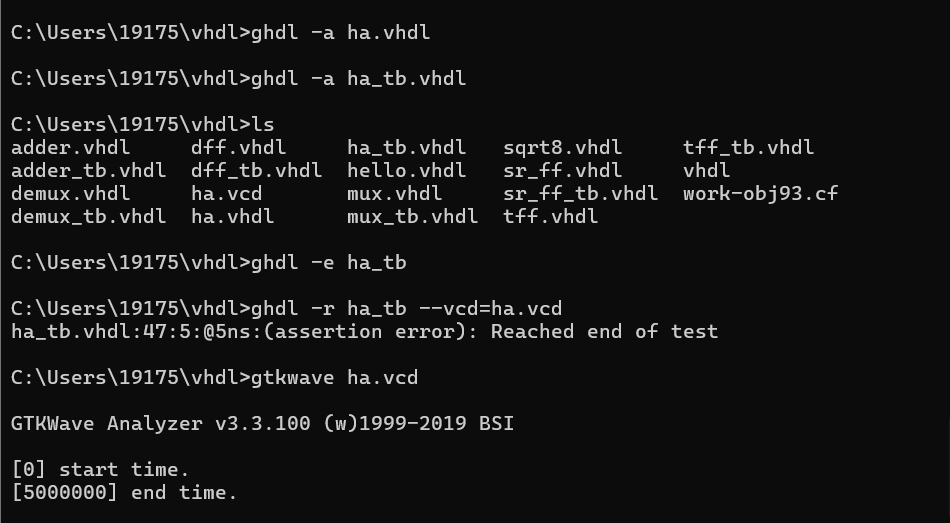 C:\Users\19175\vhdl>ghdl -a ha.vhdl
C:\Users\19175\vhdl>ghdl -a ha_tb.vhdl
C:\Users\19175\vhdl>ls
adder.vhdl     dff.vhdl     ha_tb.vhdl   sqrt8.vhdl     tff_tb.vhdl
adder_tb.vhdl  dff_tb.vhdl  hello.vhdl   sr_ff.vhdl     vhdl
demux.vhdl     ha.vcd       mux.vhdl     sr_ff_tb.vhdl  work-obj93.cf
demux_tb.vhdl  ha.vhdl      mux_tb.vhdl  tff.vhdl
C:\Users\19175\vhdl>ghdl -e ha_tb
C:\Users\19175\vhdl>ghdl -r ha_tb --vcd=ha.vcd
ha_tb.vhdl:47:5:@5ns:(assertion error): Reached end of test
C:\Users\19175\vhdl>gtkwave ha.vcd
GTKWave Analyzer v3.3.100 (w)1999-2019 BSI
[0] start time.
[5000000] end time.